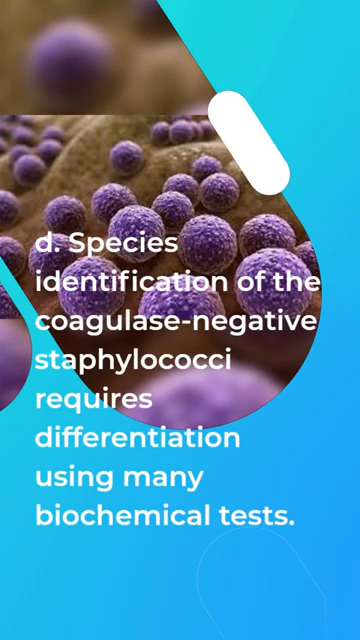 d. Species
identification of the
coagulase-negative
staphylococci
requires
differentiation
using many
biochemical tests.